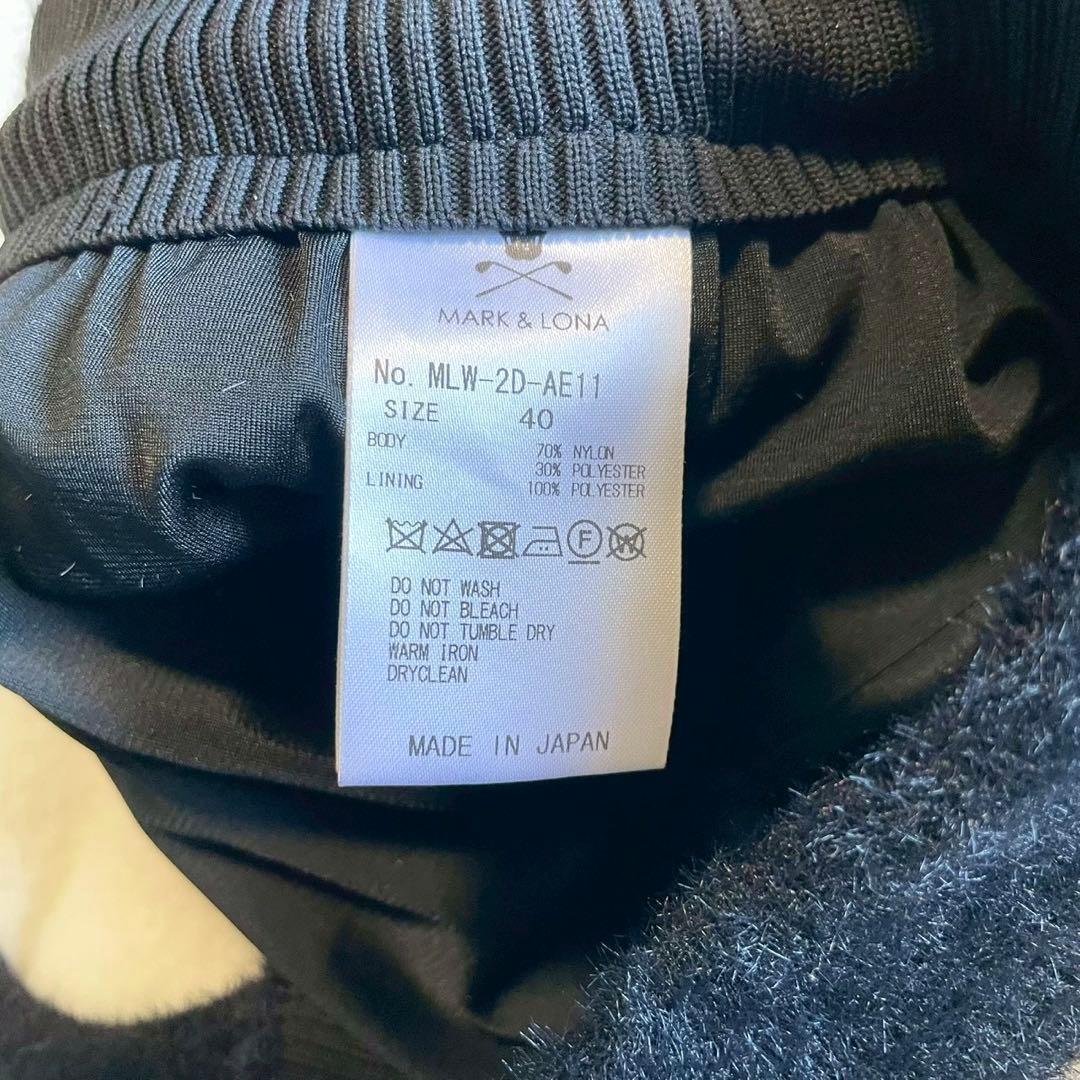 MARK & LONA
No. MLW-2D-AE11
SIZE 40
BODY 70% NYLON
30% POLYESTER
LINING 100% POLYESTER
F W
DO NOT WASH
DO NOT BLEACH
DO NOT TUMBLE DRY
WARM IRON
DRYCLEAN
MADE IN JAPAN